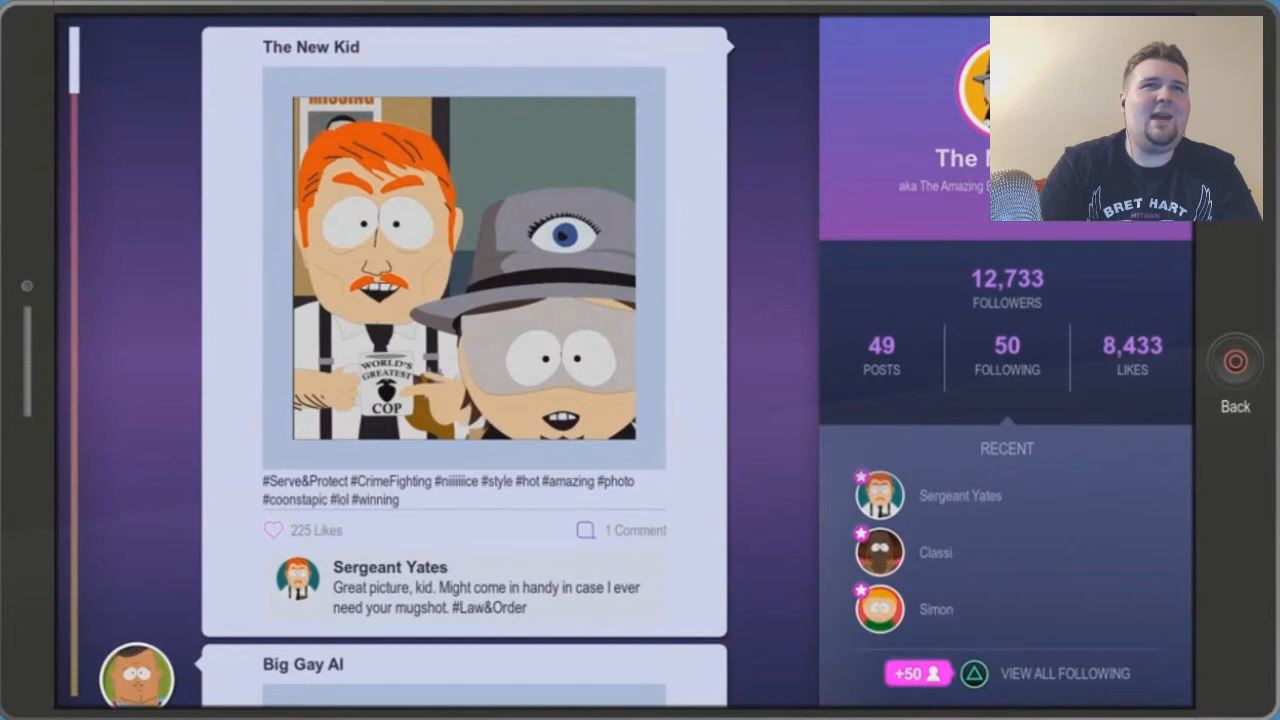 The New Kid
MISSING
WORLD'S
GREATEST
COP
#Serve&Protect #CrimeFighting #niiiiiiice #style #hot #amazing #photo
#coonstapic #lol #winning
225 Likes
1 Comment
Sergeant Yates
Great picture, kid. Might come in handy in case I ever
need your mugshot. #Law&Order
Big Gay Al
The
aka The Amazing
BRET HART
HITMAN
12,733
FOLLOWERS
49
POSTS
50
FOLLOWING
8,433
LIKES
RECENT
Sergeant Yates
Classi
Simon
+50
VIEW ALL FOLLOWING
Back